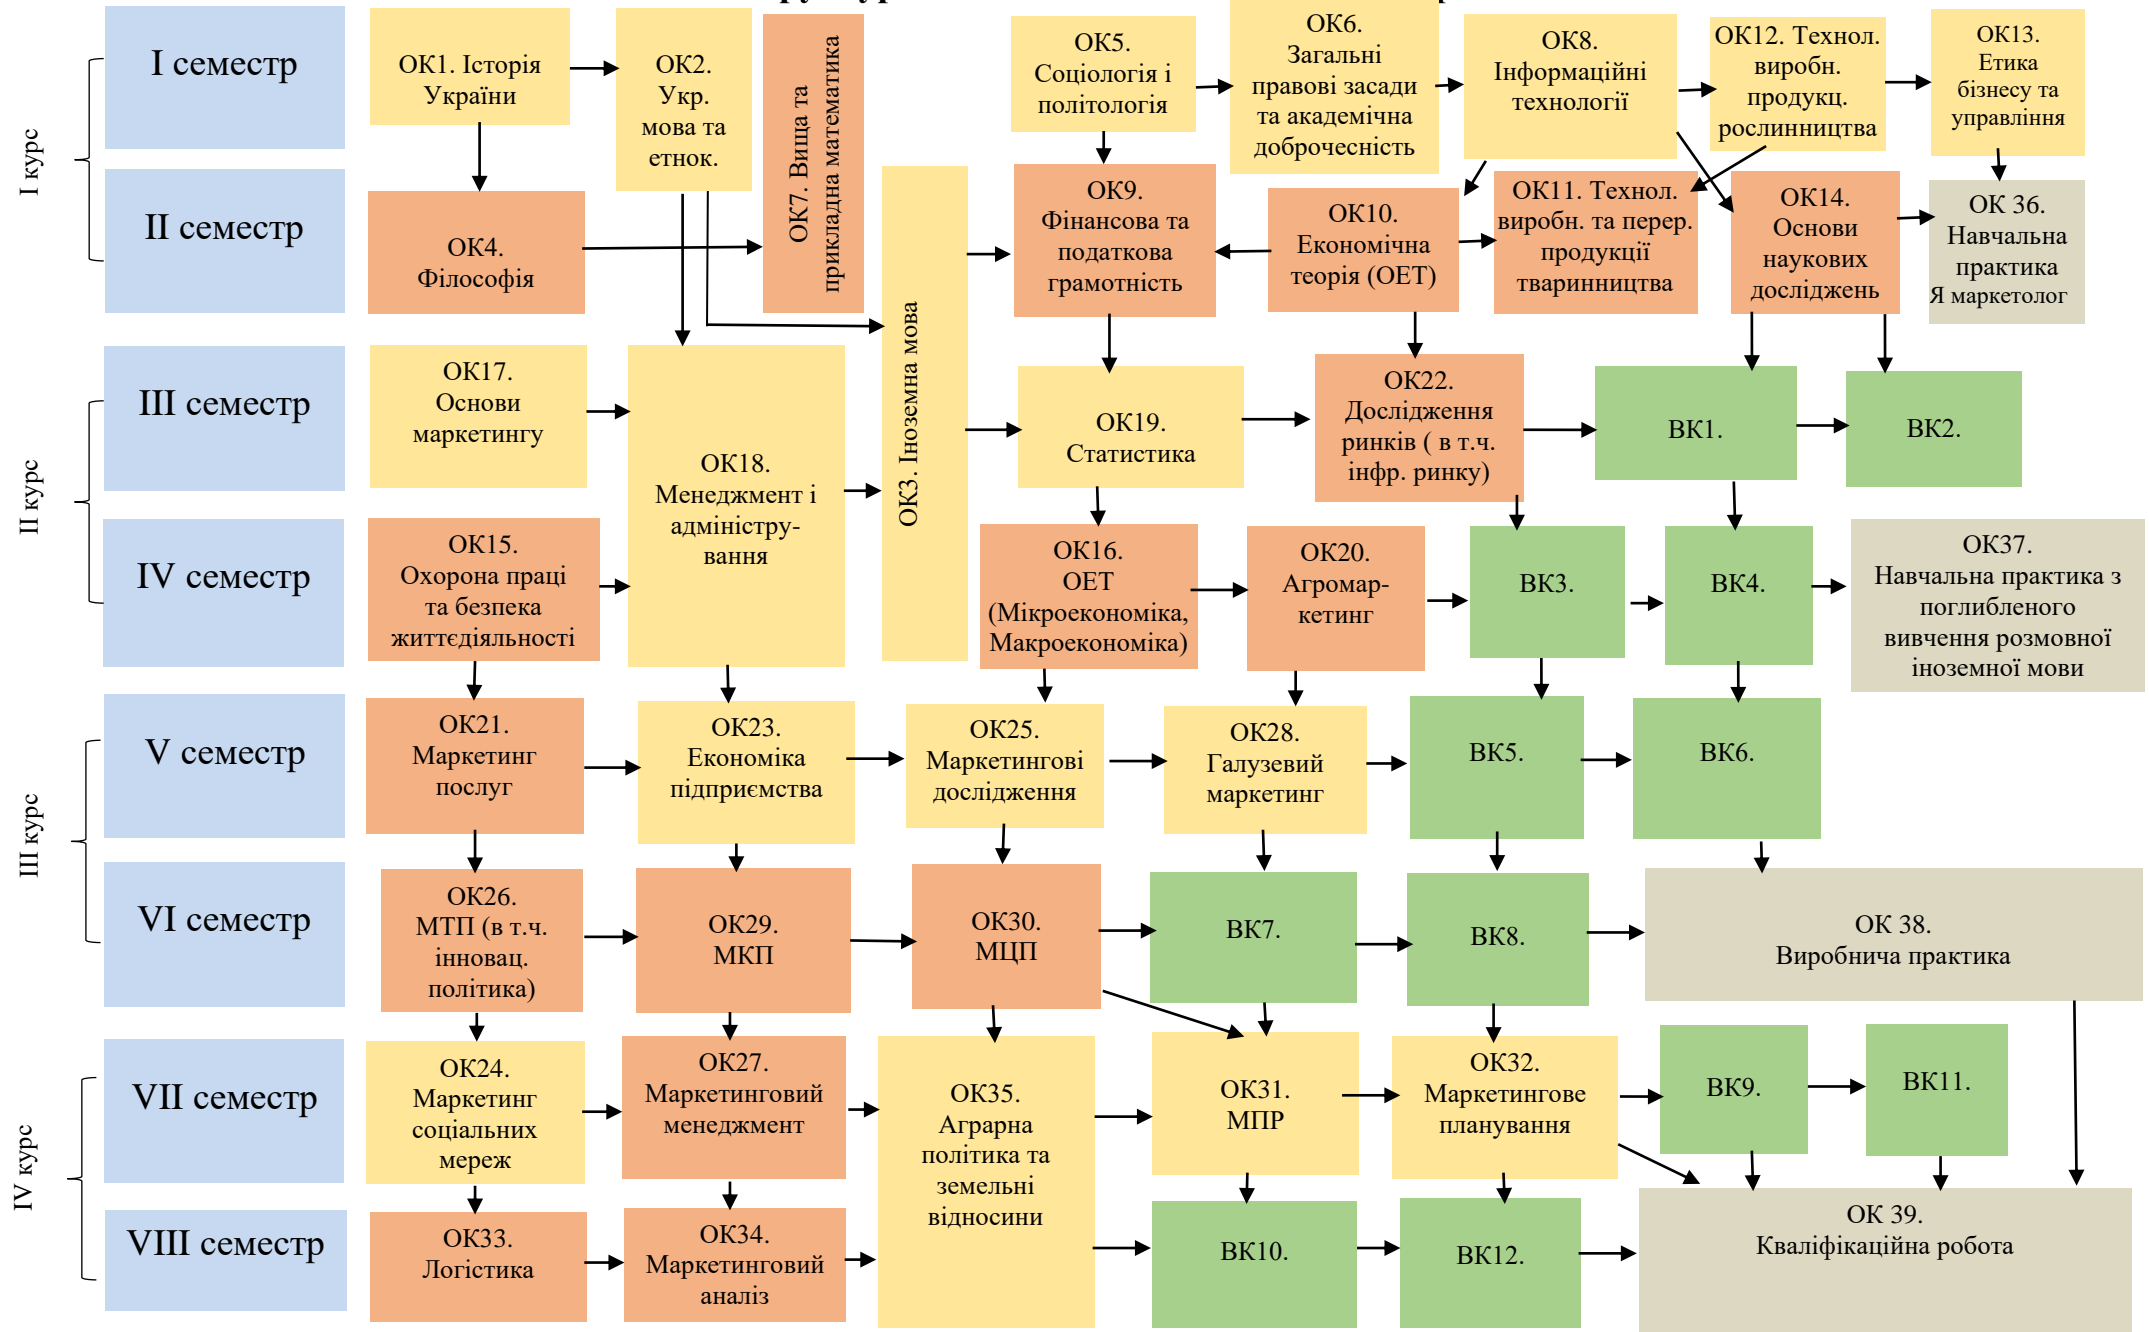 І курс
І семестр
ОК1. Історія
України
ОК2.
Укр.
мова та
етнок.
ОК7. Вища та
прикладна математика
ОК5.
Соціологія і
політологія
ОК6.
Загальні
правові засади
та академічна
доброчесність
ОК8.
Інформаційні
технології
ОК12. Технол.
виробн.
продукц.
рослинництва
ОК13.
Етика
бізнесу та
управління
ІІ семестр
ОК4.
Філософія
ОК3. Іноземна мова
ОК9.
Фінансова та
податкова
грамотність
ОК10.
Економічна
теорія (ОЕТ)
ОК11. Технол.
виробн. та перер.
продукції
тваринництва
ОК14.
Основи
наукових
досліджень
ОК 36.
Навчальна
практика
Я маркетолог
ІІ курс
ІІІ семестр
ОК17.
Основи
маркетингу
ОК18.
Менеджмент і
адміністру-
вання
ОК19.
Статистика
ОК22.
Дослідження
ринків ( в т.ч.
інфр. ринку)
ВК1.
ВК2.
IV семестр
ОК15.
Охорона праці
та безпека
життєдіяльності
ОК16.
ОЕТ
(Мікроекономіка,
Макроекономіка)
ОК20.
Агромар-
кетинг
ВК3.
ВК4.
ОК37.
Навчальна практика з
поглибленого
вивчення розмовної
іноземної мови
ІІІ курс
V семестр
ОК21.
Маркетинг
послуг
ОК23.
Економіка
підприємства
ОК25.
Маркетингові
дослідження
ОК28.
Галузевий
маркетинг
ВК5.
ВК6.
VI семестр
ОК26.
МТП (в т.ч.
інновац.
політика)
ОК29.
МКП
ОК30.
МЦП
ВК7.
ВК8.
ОК 38.
Виробнича практика
IV курс
VII семестр
ОК24.
Маркетинг
соціальних
мереж
ОК27.
Маркетинговий
менеджмент
ОК35.
Аграрна
політика та
земельні
відносини
ОК31.
МПР
ОК32.
Маркетингове
планування
ВК9.
ВК11.
VIII семестр
ОК33.
Логістика
ОК34.
Маркетинговий
аналіз
ВК10.
ВК12.
ОК 39.
Кваліфікаційна робота